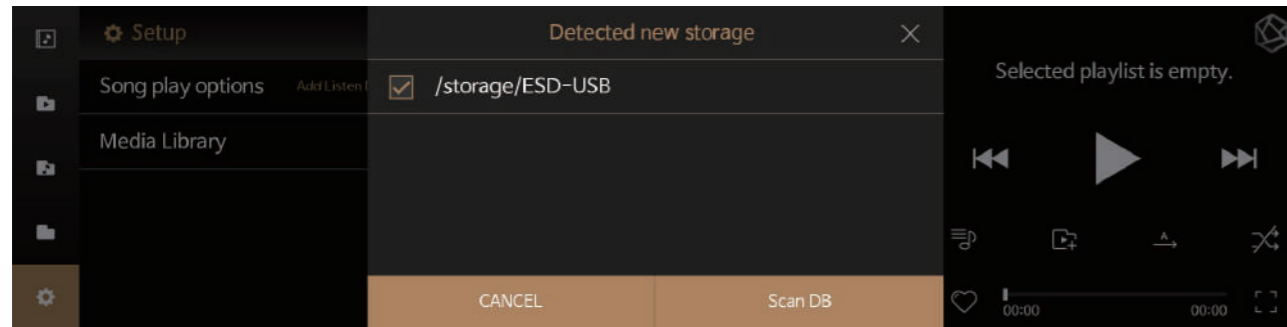 Setup
Song play options Add Listen
Media Library
Detected new storage
/storage/ESD-USB
CANCEL Scan DB
Selected playlist is empty.
A
00:00 00:00